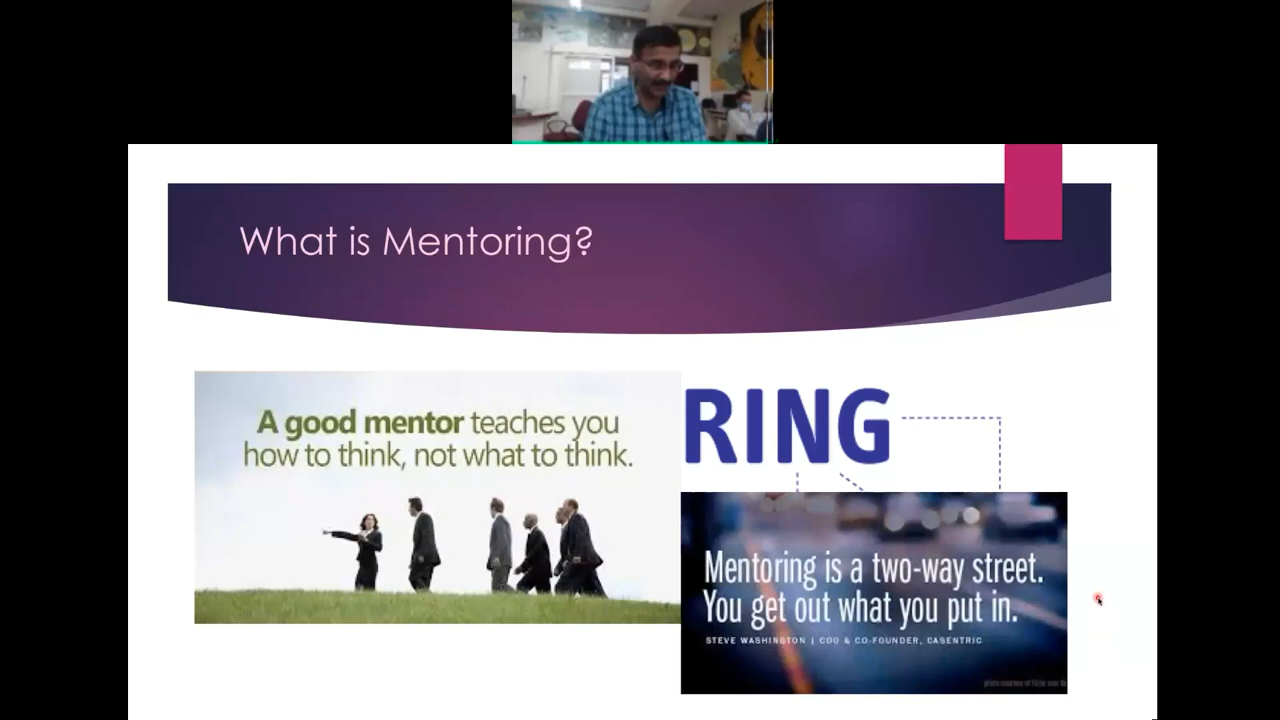 What is Mentoring?
A good mentor teaches you
how to think, not what to think.
RING
Mentoring is a two-way street.
You get out what you put in.
STEVE WASHINGTON | COO & CO-FOUNDER, CASENTRIC